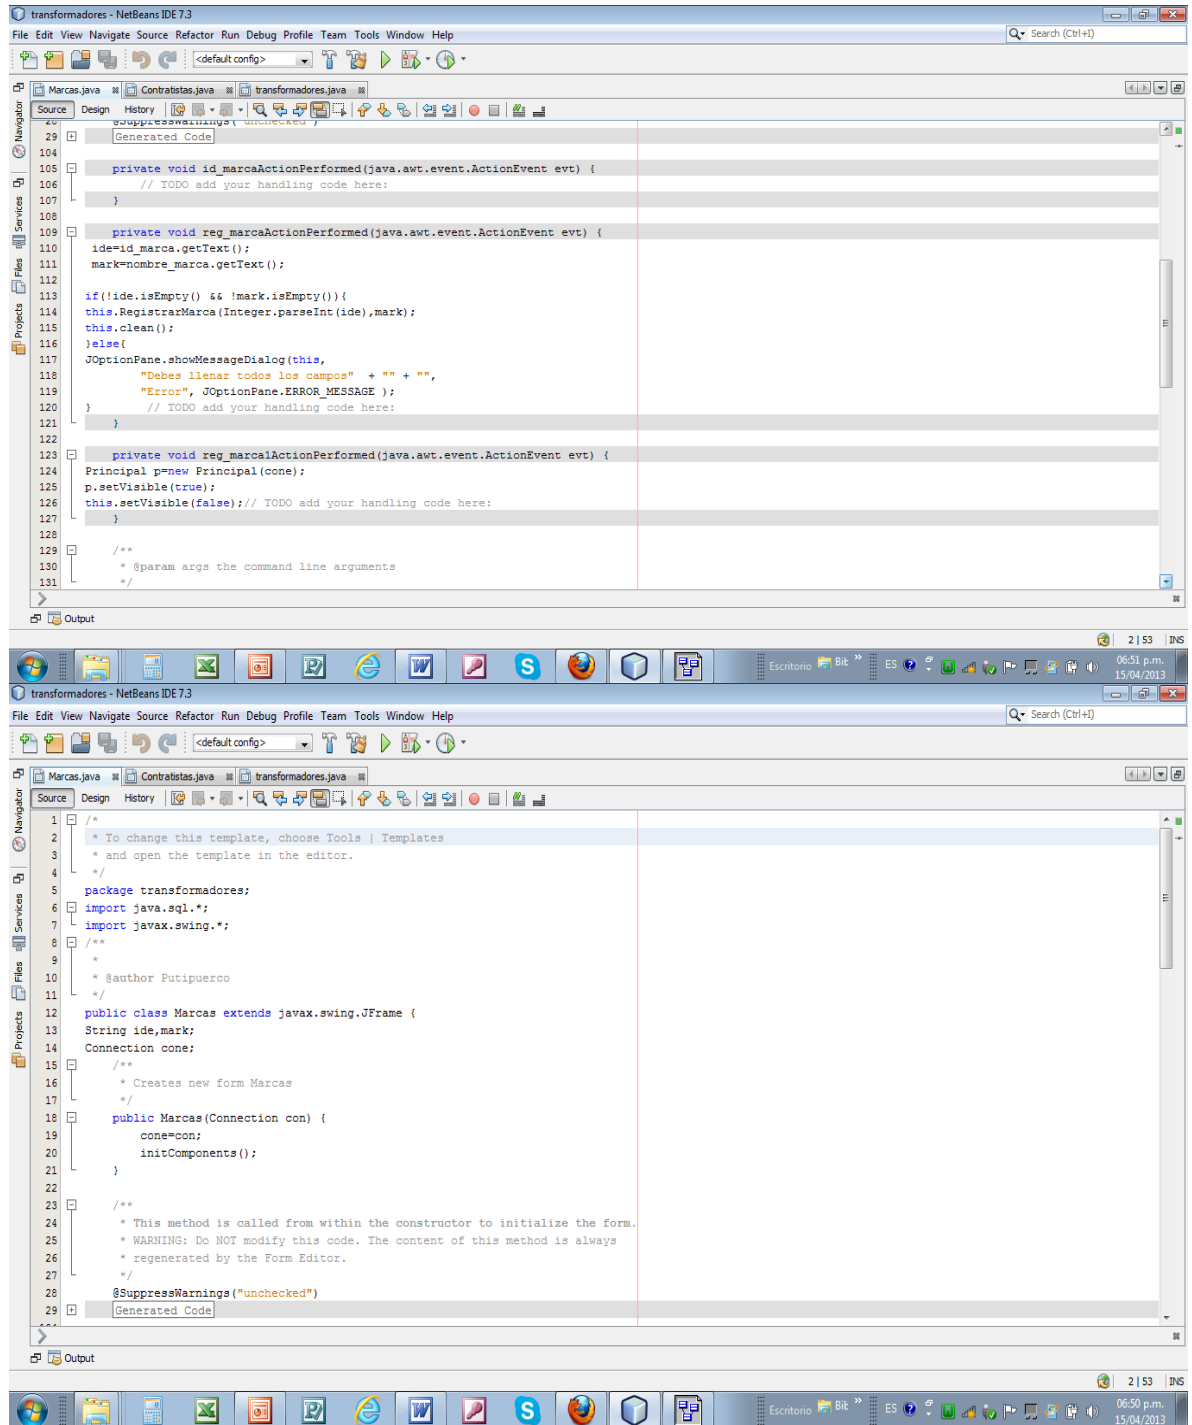 transformadores - NetBeans IDE 7.3
File Edit View Navigate Source Refactor Run Debug Profile Team Tools Window Help
Search (Ctrl+I)
<default config>
Marcas.java Contratistas.java transformadores.java
Source Design History
Navigator
Services
Files
Projects
28 @SuppressWarnings("unchecked")
29 Generated Code
104
105 private void id_marcaActionPerformed(java.awt.event.ActionEvent evt) {
106 // TODO add your handling code here:
107 }
108
109 private void reg_marcaActionPerformed(java.awt.event.ActionEvent evt) {
110 ide=id_marca.getText();
111 mark=nombre_marca.getText();
112
113 if(!ide.isEmpty() && !mark.isEmpty()){
114 this.RegistrarMarca(Integer.parseInt(ide),mark);
115 this.clean();
116 }else{
117 JOptionPane.showMessageDialog(this,
118 "Debes llenar todos los campos" + "" + "",
119 "Error", JOptionPane.ERROR_MESSAGE );
120 } // TODO add your handling code here:
121 }
122
123 private void reg_marca1ActionPerformed(java.awt.event.ActionEvent evt) {
124 Principal p=new Principal(cone);
125 p.setVisible(true);
126 this.setVisible(false);// TODO add your handling code here:
127 }
128
129 /**
130 * @param args the command line arguments
131 */
Output
2 | 53 INS
Escritorio Bib » ES 06:51 p.m.
15/04/2013
transformadores - NetBeans IDE 7.3
File Edit View Navigate Source Refactor Run Debug Profile Team Tools Window Help
Search (Ctrl+I)
<default config>
Marcas.java Contratistas.java transformadores.java
Source Design History
Navigator
Services
Files
Projects
1 /*
2 * To change this template, choose Tools | Templates
3 * and open the template in the editor.
4 */
5 package transformadores;
6 import java.sql.*;
7 import javax.swing.*;
8 /**
9 *
10 * @author Putipuerco
11 */
12 public class Marcas extends javax.swing.JFrame {
13 String ide,mark;
14 Connection cone;
15 /**
16 * Creates new form Marcas
17 */
18 public Marcas(Connection con) {
19 cone=con;
20 initComponents();
21 }
22
23 /**
24 * This method is called from within the constructor to initialize the form.
25 * WARNING: Do NOT modify this code. The content of this method is always
26 * regenerated by the Form Editor.
27 */
28 @SuppressWarnings("unchecked")
29 Generated Code
Output
2 | 53 INS
Escritorio Bib » ES 06:50 p.m.
15/04/2013